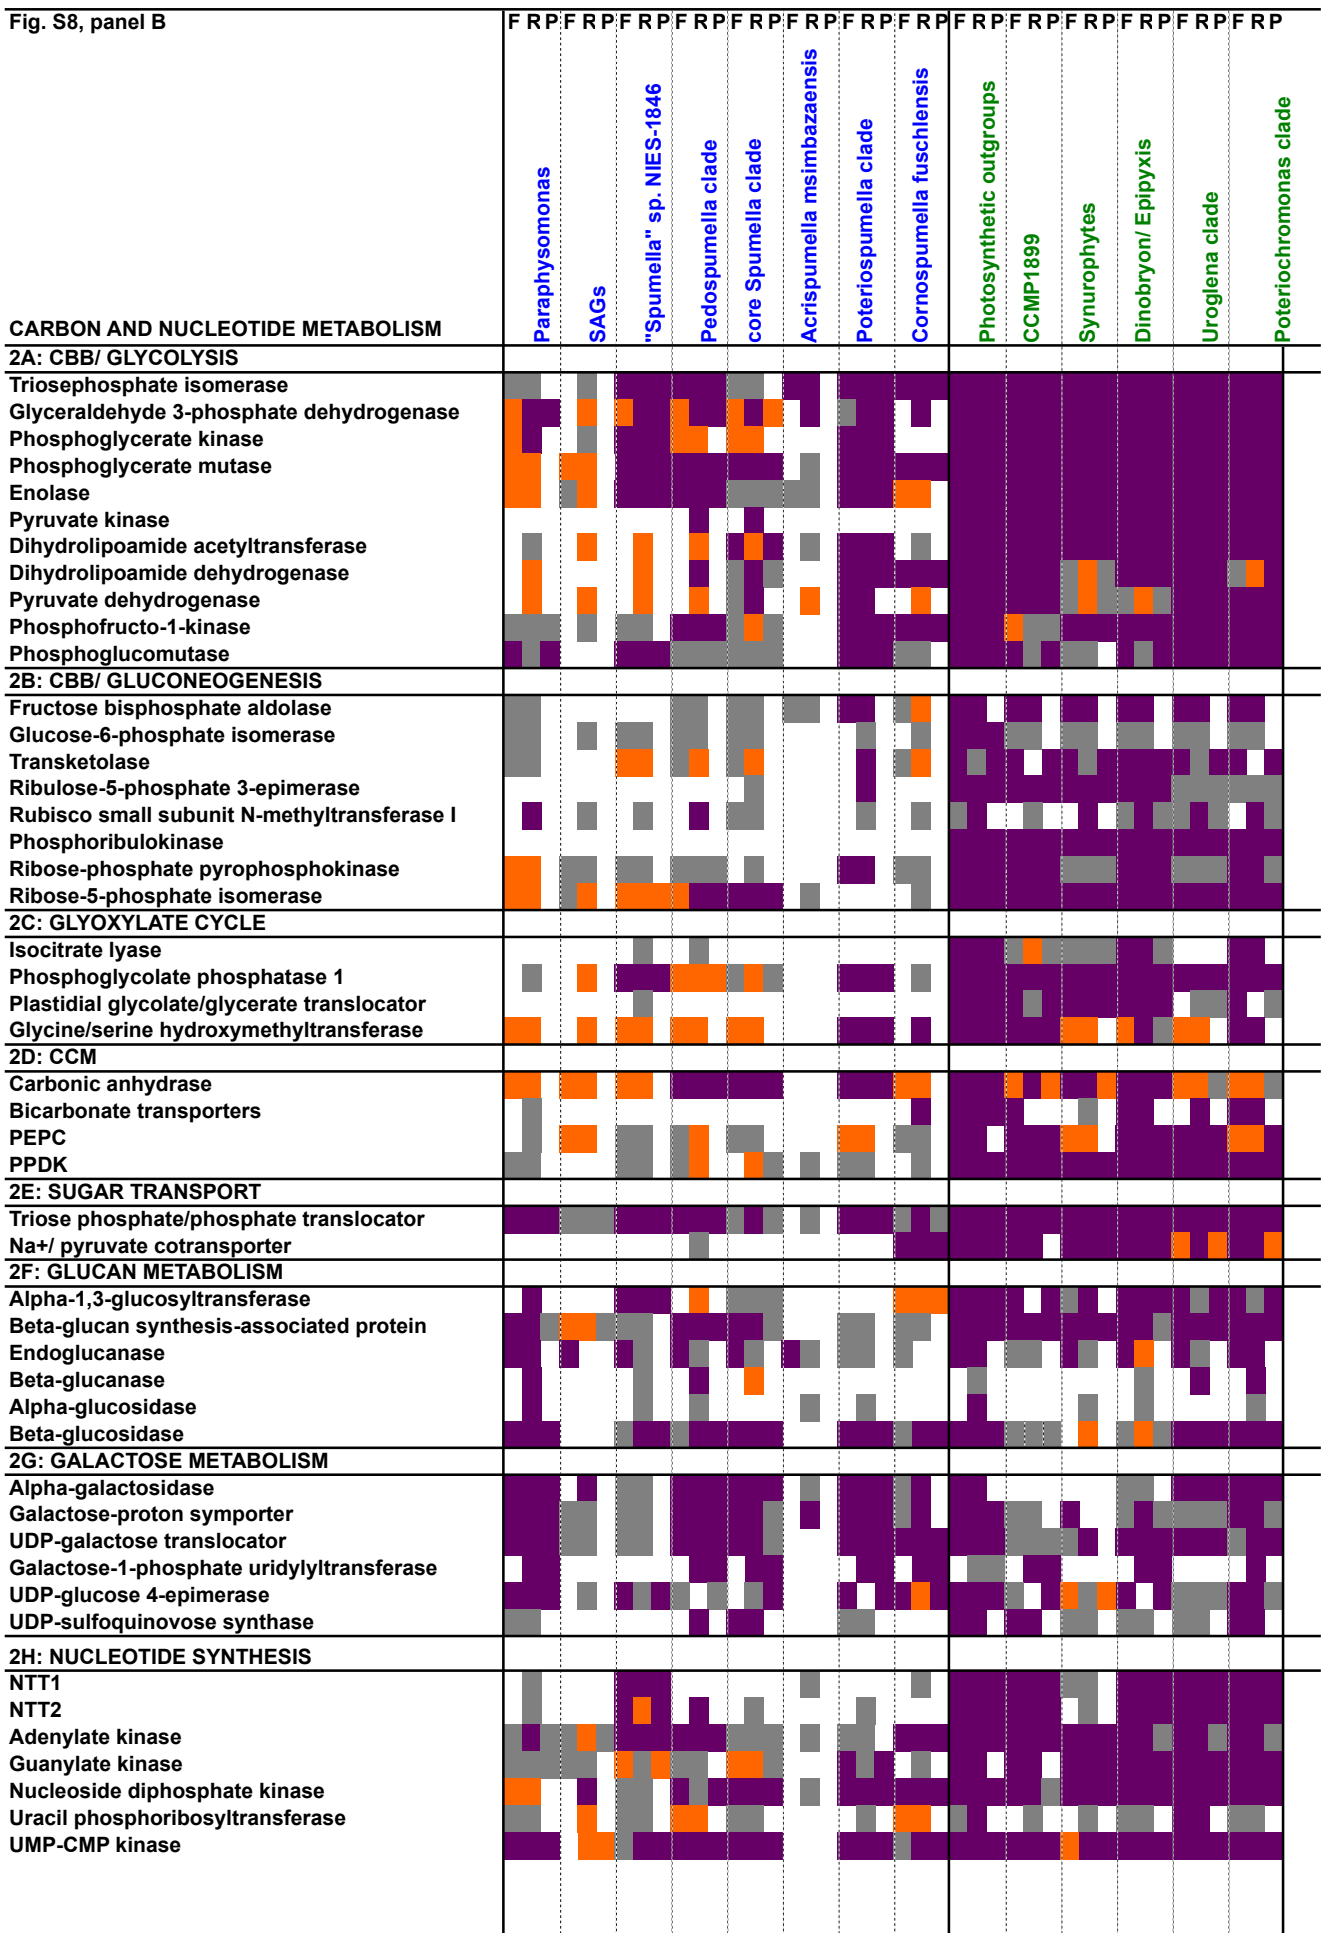 Fig. S8, panel B
F R P F R P F R P F R P F R P F R P F R P F R P F R P F R P F R P F R P F R P F R P
Paraphysomonas
SAGs
"Spumella" sp. NIES-1846
Pedospumella clade
core Spumella clade
Acrispumella msimbazaensis
Poteriospumella clade
Cornospumella fuschlensis
Photosynthetic outgroups
CCMP1899
Synurophytes
Dinobryon/ Epipyxis
Uroglena clade
Poteriochromonas clade
CARBON AND NUCLEOTIDE METABOLISM
2A: CBB/ GLYCOLYSIS
Triosephosphate isomerase
Glyceraldehyde 3-phosphate dehydrogenase
Phosphoglycerate kinase
Phosphoglycerate mutase
Enolase
Pyruvate kinase
Dihydrolipoamide acetyltransferase
Dihydrolipoamide dehydrogenase
Pyruvate dehydrogenase
Phosphofructo-1-kinase
Phosphoglucomutase
2B: CBB/ GLUCONEOGENESIS
Fructose bisphosphate aldolase
Glucose-6-phosphate isomerase
Transketolase
Ribulose-5-phosphate 3-epimerase
Rubisco small subunit N-methyltransferase I
Phosphoribulokinase
Ribose-phosphate pyrophosphokinase
Ribose-5-phosphate isomerase
2C: GLYOXYLATE CYCLE
Isocitrate lyase
Phosphoglycolate phosphatase 1
Plastidial glycolate/glycerate translocator
Glycine/serine hydroxymethyltransferase
2D: CCM
Carbonic anhydrase
Bicarbonate transporters
PEPC
PPDK
2E: SUGAR TRANSPORT
Triose phosphate/phosphate translocator
Na+/ pyruvate cotransporter
2F: GLUCAN METABOLISM
Alpha-1,3-glucosyltransferase
Beta-glucan synthesis-associated protein
Endoglucanase
Beta-glucanase
Alpha-glucosidase
Beta-glucosidase
2G: GALACTOSE METABOLISM
Alpha-galactosidase
Galactose-proton symporter
UDP-galactose translocator
Galactose-1-phosphate uridylyltransferase
UDP-glucose 4-epimerase
UDP-sulfoquinovose synthase
2H: NUCLEOTIDE SYNTHESIS
NTT1
NTT2
Adenylate kinase
Guanylate kinase
Nucleoside diphosphate kinase
Uracil phosphoribosyltransferase
UMP-CMP kinase